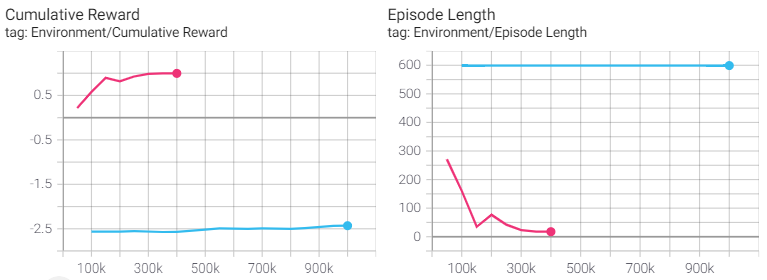 Cumulative Reward
tag: Environment/Cumulative Reward
0.5
-0.5
-1.5
-2.5
100k 300k 500k 700k 900k
Episode Length
tag: Environment/Episode Length
600
500
400
300
200
100
0
100k 300k 500k 700k 900k